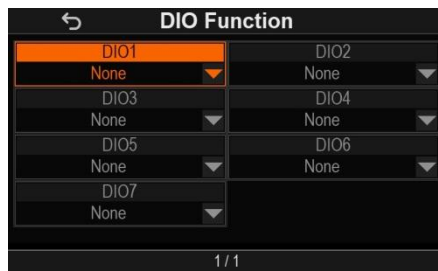 DIO Function
DIO1
DIO2
None
None
DIO3
DIO4
None
None
DIO5
DIO6
None
None
DIO7
None
1/1